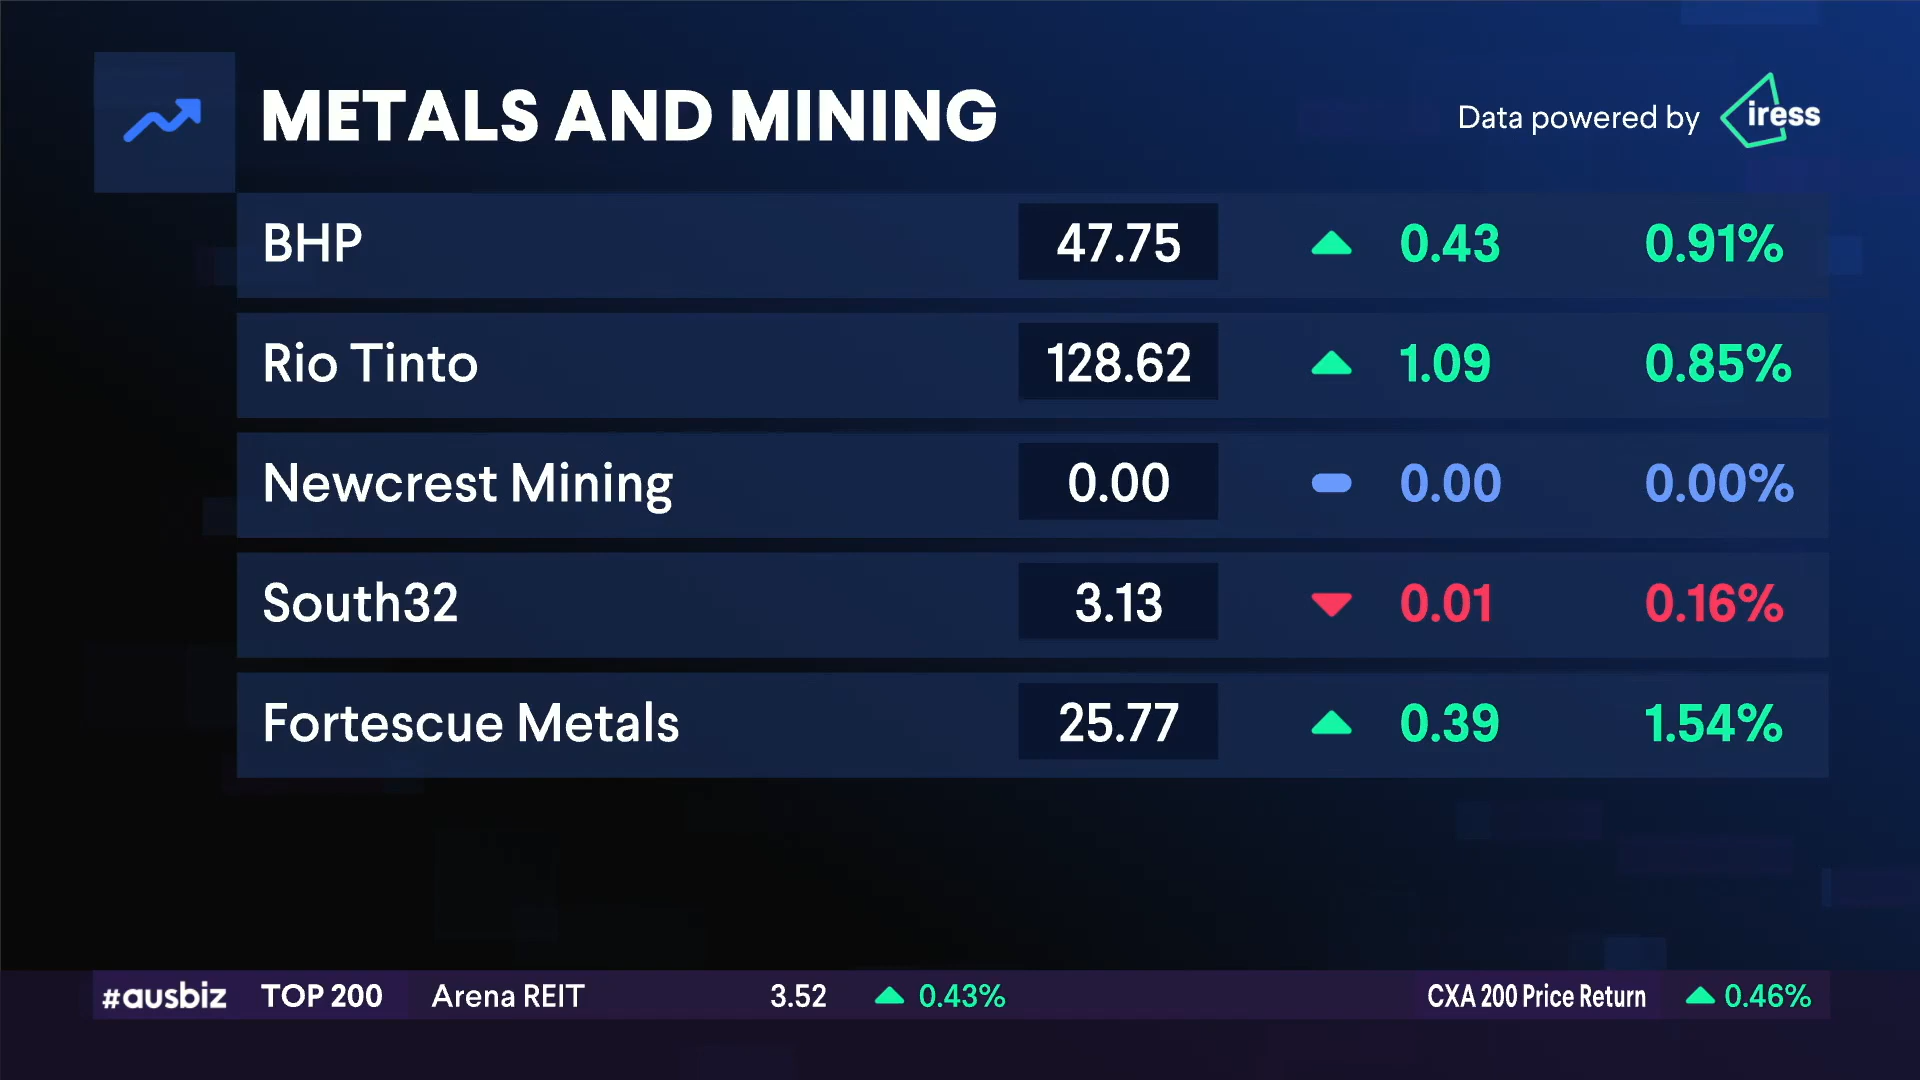 METALS AND MINING
Data powered by iress
BHP 47.75 0.43 0.91%
Rio Tinto 128.62 1.09 0.85%
Newcrest Mining 0.00 0.00 0.00%
South32 3.13 0.01 0.16%
Fortescue Metals 25.77 0.39 1.54%
#ausbiz TOP 200 Arena REIT 3.52 0.43% CXA 200 Price Return 0.46%